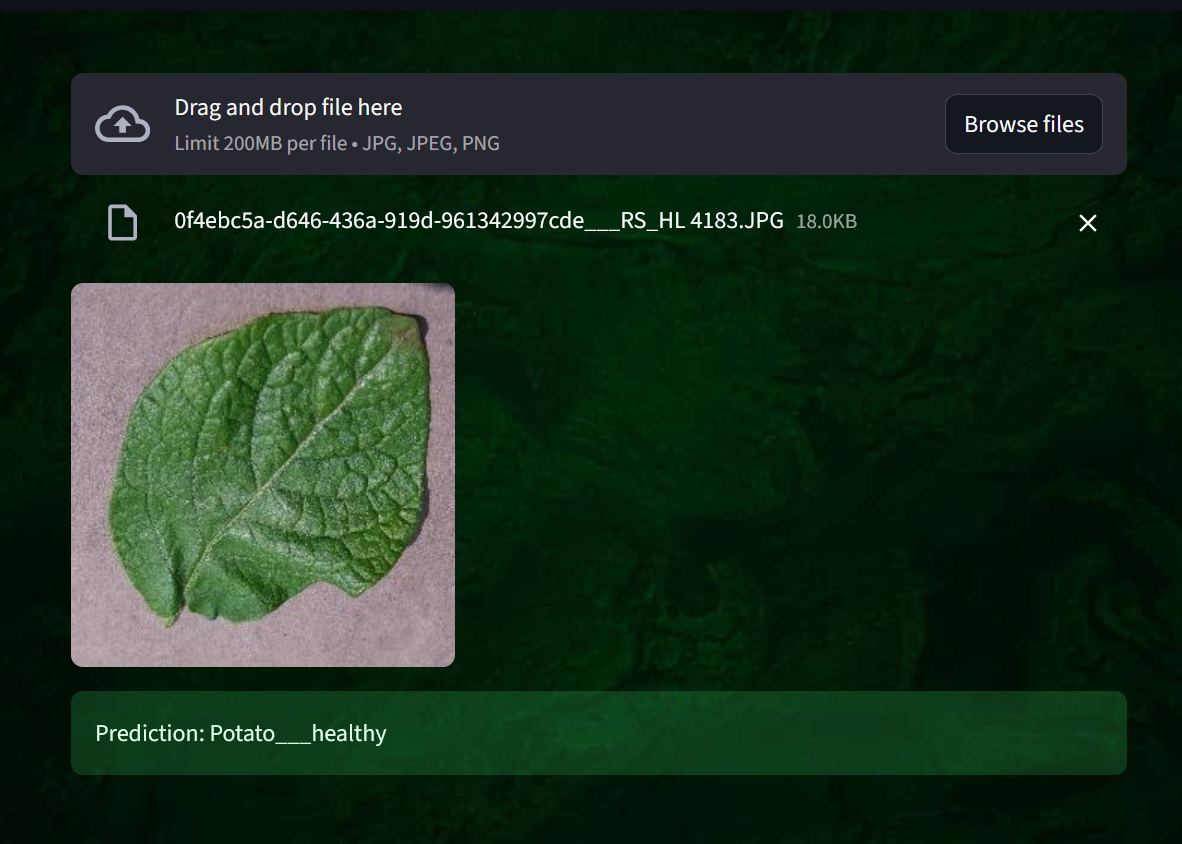 Drag and drop file here
Limit 200MB per file • JPG, JPEG, PNG
Browse files
0f4ebc5a-d646-436a-919d-961342997cde___RS_HL 4183.JPG 18.0KB
Prediction: Potato___healthy